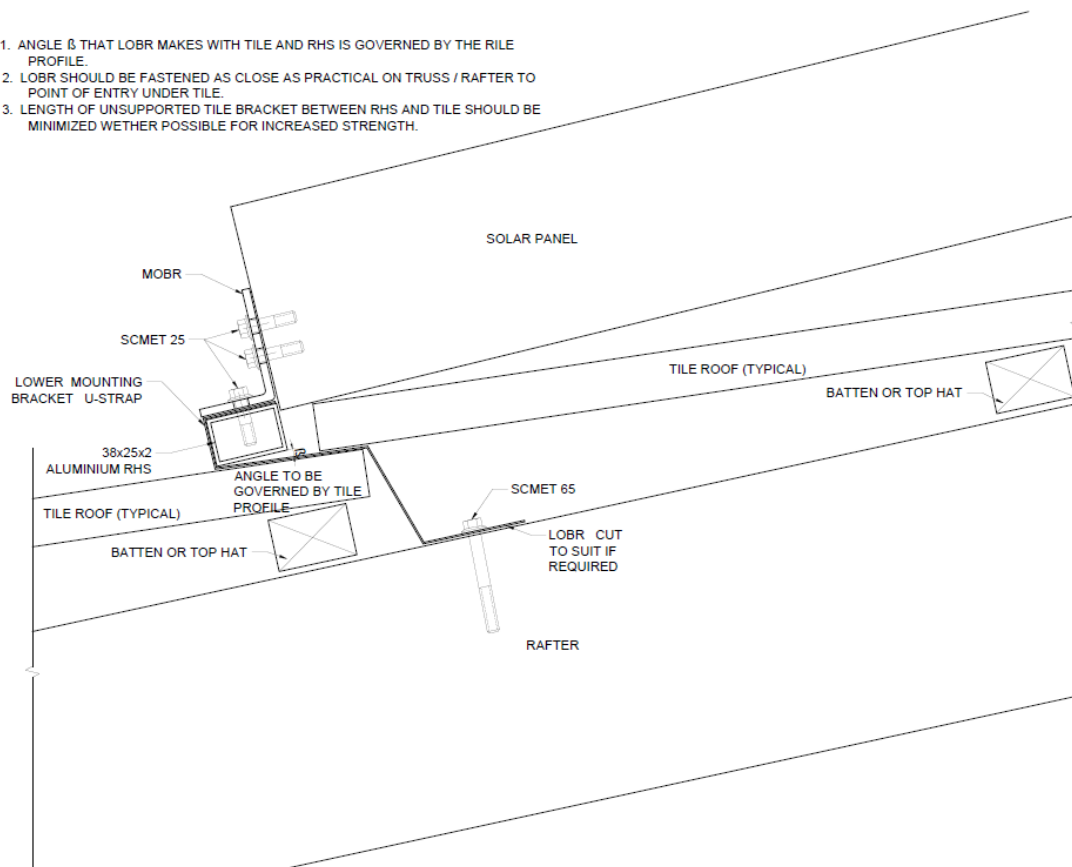 1. ANGLE ß THAT LOBR MAKES WITH TILE AND RHS IS GOVERNED BY THE RILE
PROFILE.
2. LOBR SHOULD BE FASTENED AS CLOSE AS PRACTICAL ON TRUSS / RAFTER TO
POINT OF ENTRY UNDER TILE.
3. LENGTH OF UNSUPPORTED TILE BRACKET BETWEEN RHS AND TILE SHOULD BE
MINIMIZED WETHER POSSIBLE FOR INCREASED STRENGTH.
SOLAR PANEL
MOBR
SCMET 25
LOWER MOUNTING
BRACKET U-STRAP
TILE ROOF (TYPICAL)
BATTEN OR TOP HAT
38x25x2
ALUMINIUM RHS
ANGLE TO BE
GOVERNED BY TILE
PROFILE
SCMET 65
TILE ROOF (TYPICAL)
LOBR CUT
TO SUIT IF
REQUIRED
BATTEN OR TOP HAT
RAFTER